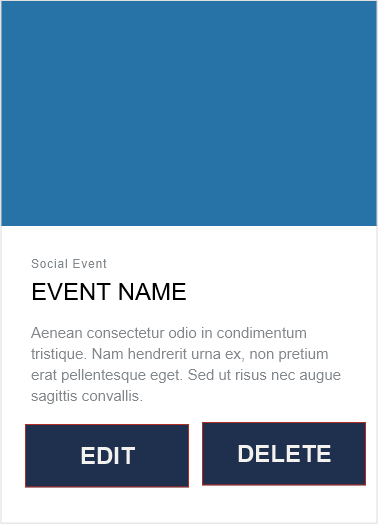 Social Event
EVENT NAME
Aenean consectetur odio in condimentum
tristique. Nam hendrerit urna ex, non pretium
erat pellentesque eget. Sed ut risus nec augue
sagittis convallis.
EDIT
DELETE